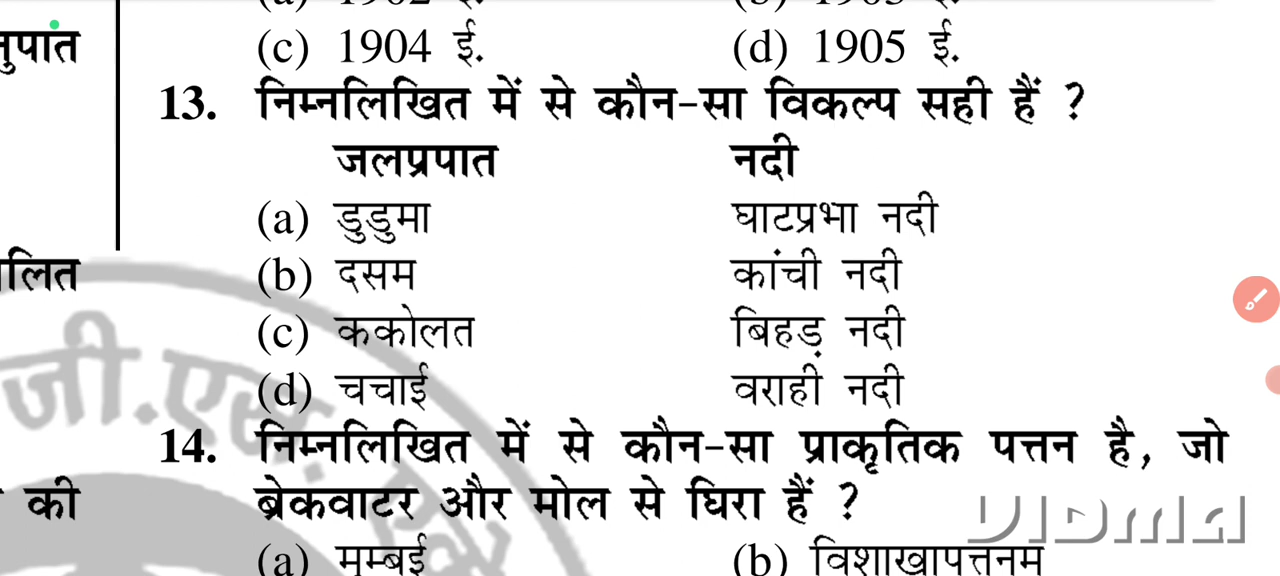 नुपात
(c) 1904 ई. (d) 1905 ई.
13. निम्नलिखित में से कौन-सा विकल्प सही हैं ?
जलप्रपात नदी
(a) डुडुमा घाटप्रभा नदी
लित (b) दसम कांची नदी
(c) ककोलत बिहड़ नदी
जी.एस.
(d) चचाई वराही नदी
14. निम्नलिखित में से कौन-सा प्राकृतिक पत्तन है, जो
की ब्रेकवाटर और मोल से घिरा हैं ?
(a) मुम्बई (b) विशाखापत्तनम